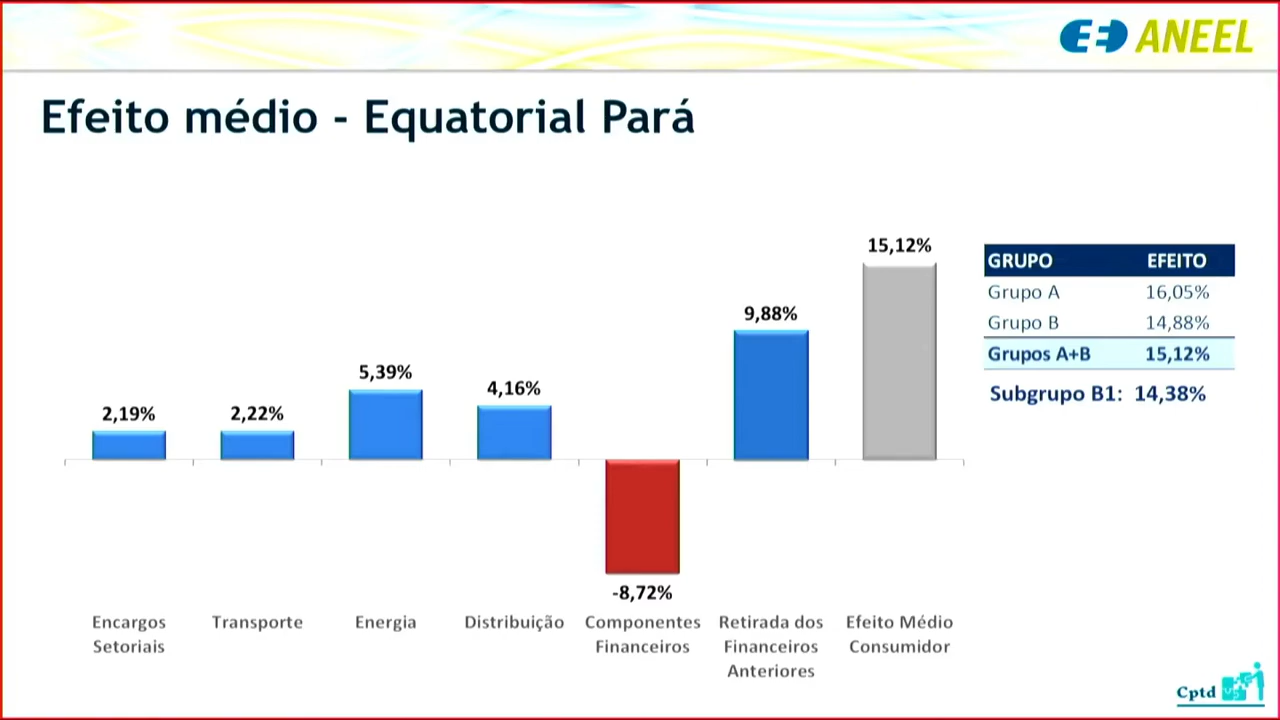 ANEEL
Efeito médio - Equatorial Pará
15,12%
9,88%
5,39%
4,16%
2,19%
2,22%
-8,72%
Encargos
Setoriais
Transporte
Energia
Distribuição
Componentes
Financeiros
Retirada dos
Financeiros
Anteriores
Efeito Médio
Consumidor
GRUPO EFEITO
Grupo A 16,05%
Grupo B 14,88%
Grupos A+B 15,12%
Subgrupo B1: 14,38%
Cptd